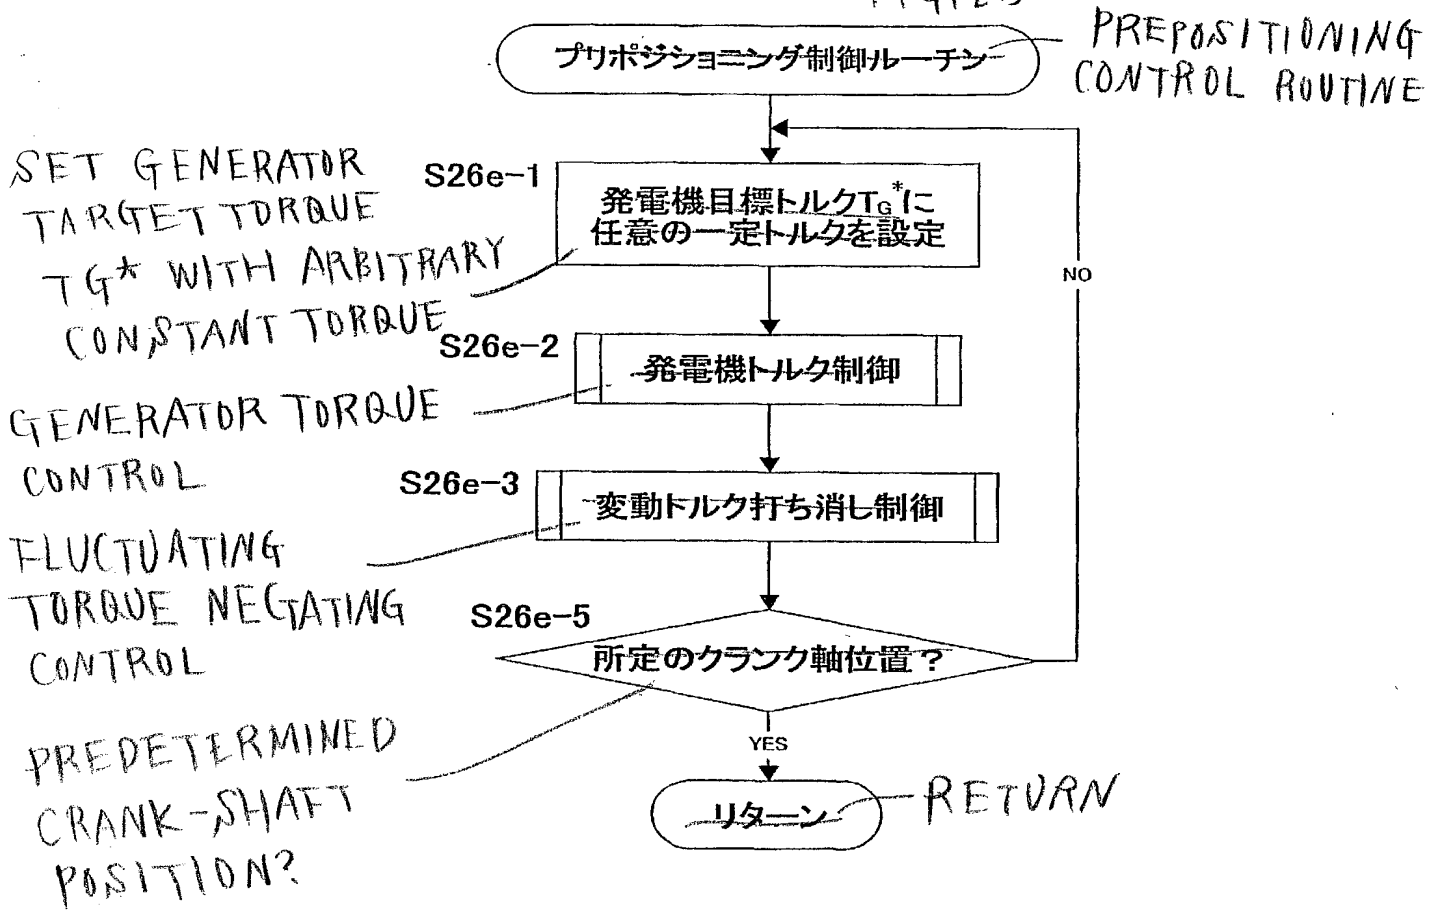 プリポジショニング制御ルーチン
PREPOSITIONING
CONTROL ROUTINE
SET GENERATOR
TARGET TORQUE
TG* WITH ARBITRARY
CONSTANT TORQUE
S26e-1
発電機目標トルクTG*に
任意の一定トルクを設定
NO
S26e-2
発電機トルク制御
GENERATOR TORQUE
CONTROL
S26e-3
変動トルク打ち消し制御
FLUCTUATING
TORQUE NEGATING
CONTROL
S26e-5
所定のクランク軸位置?
PREDETERMINED
CRANK-SHAFT
POSITION?
YES
リターン
RETURN